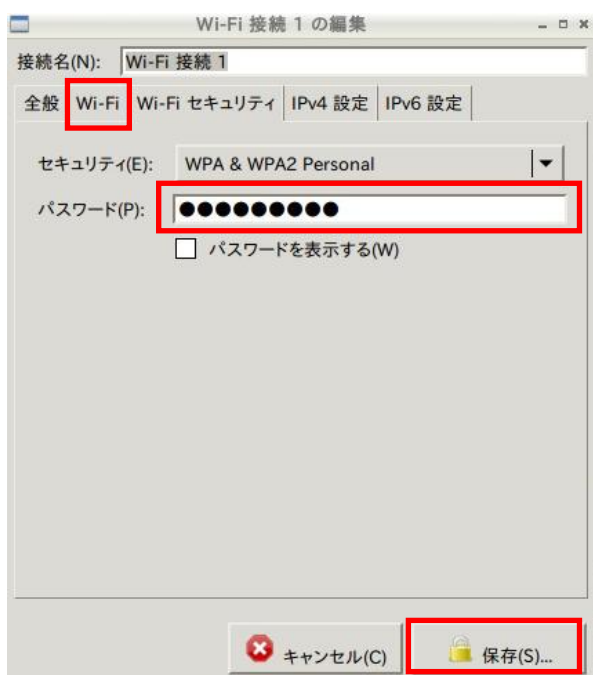 Wi-Fi 接続 1 の編集
接続名(N): Wi-Fi 接続 1
全般 Wi-Fi Wi-Fi セキュリティ IPv4 設定 IPv6 設定
セキュリティ(E): WPA & WPA2 Personal
パスワード(P): ●●●●●●●●●
パスワードを表示する(W)
キャンセル(C) 保存(S)...